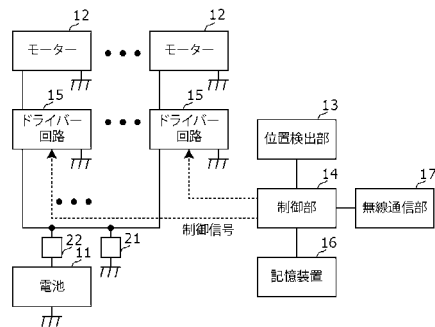 12
モーター
12
モーター
15
ドライバー
回路
15
ドライバー
回路
13
位置検出部
14
制御部
17
無線通信部
制御信号
22
21
11
電池
16
記憶装置